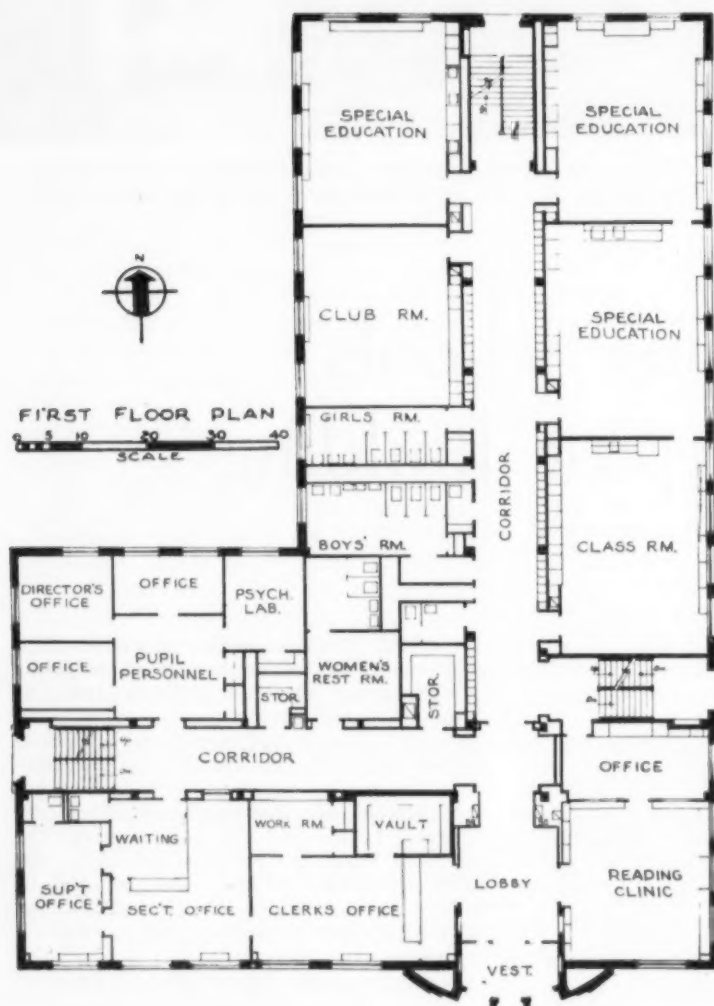 SPECIAL
EDUCATION
SPECIAL
EDUCATION
N
CLUB RM.
SPECIAL
EDUCATION
FIRST FLOOR PLAN
0 5 10 20 30 40
SCALE
GIRLS RM.
CORRIDOR
BOYS' RM.
CLASS RM.
DIRECTOR'S
OFFICE
OFFICE
PSYCH.
LAB.
OFFICE
PUPIL
PERSONNEL
WOMEN'S
REST RM.
STOR.
STOR.
CORRIDOR
OFFICE
WAITING
WORK RM.
VAULT
SUP'T
OFFICE
SEC'T. OFFICE
CLERKS OFFICE
LOBBY
READING
CLINIC
VEST.